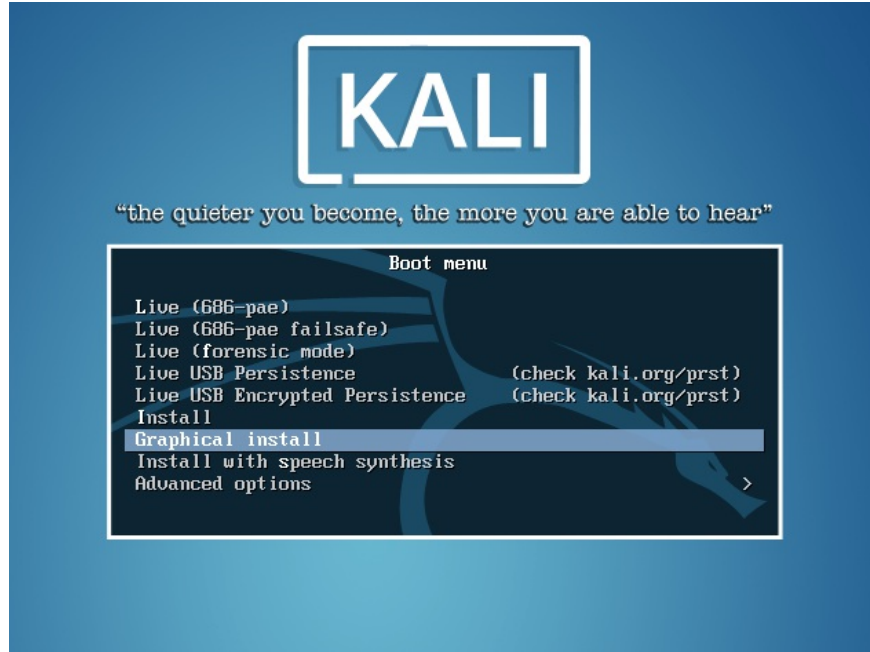 KALI
“the quieter you become, the more you are able to hear”
Boot menu
Live (686-pae)
Live (686-pae failsafe)
Live (forensic mode)
Live USB Persistence (check kali.org/prst)
Live USB Encrypted Persistence (check kali.org/prst)
Install
Graphical install
Install with speech synthesis
Advanced options >